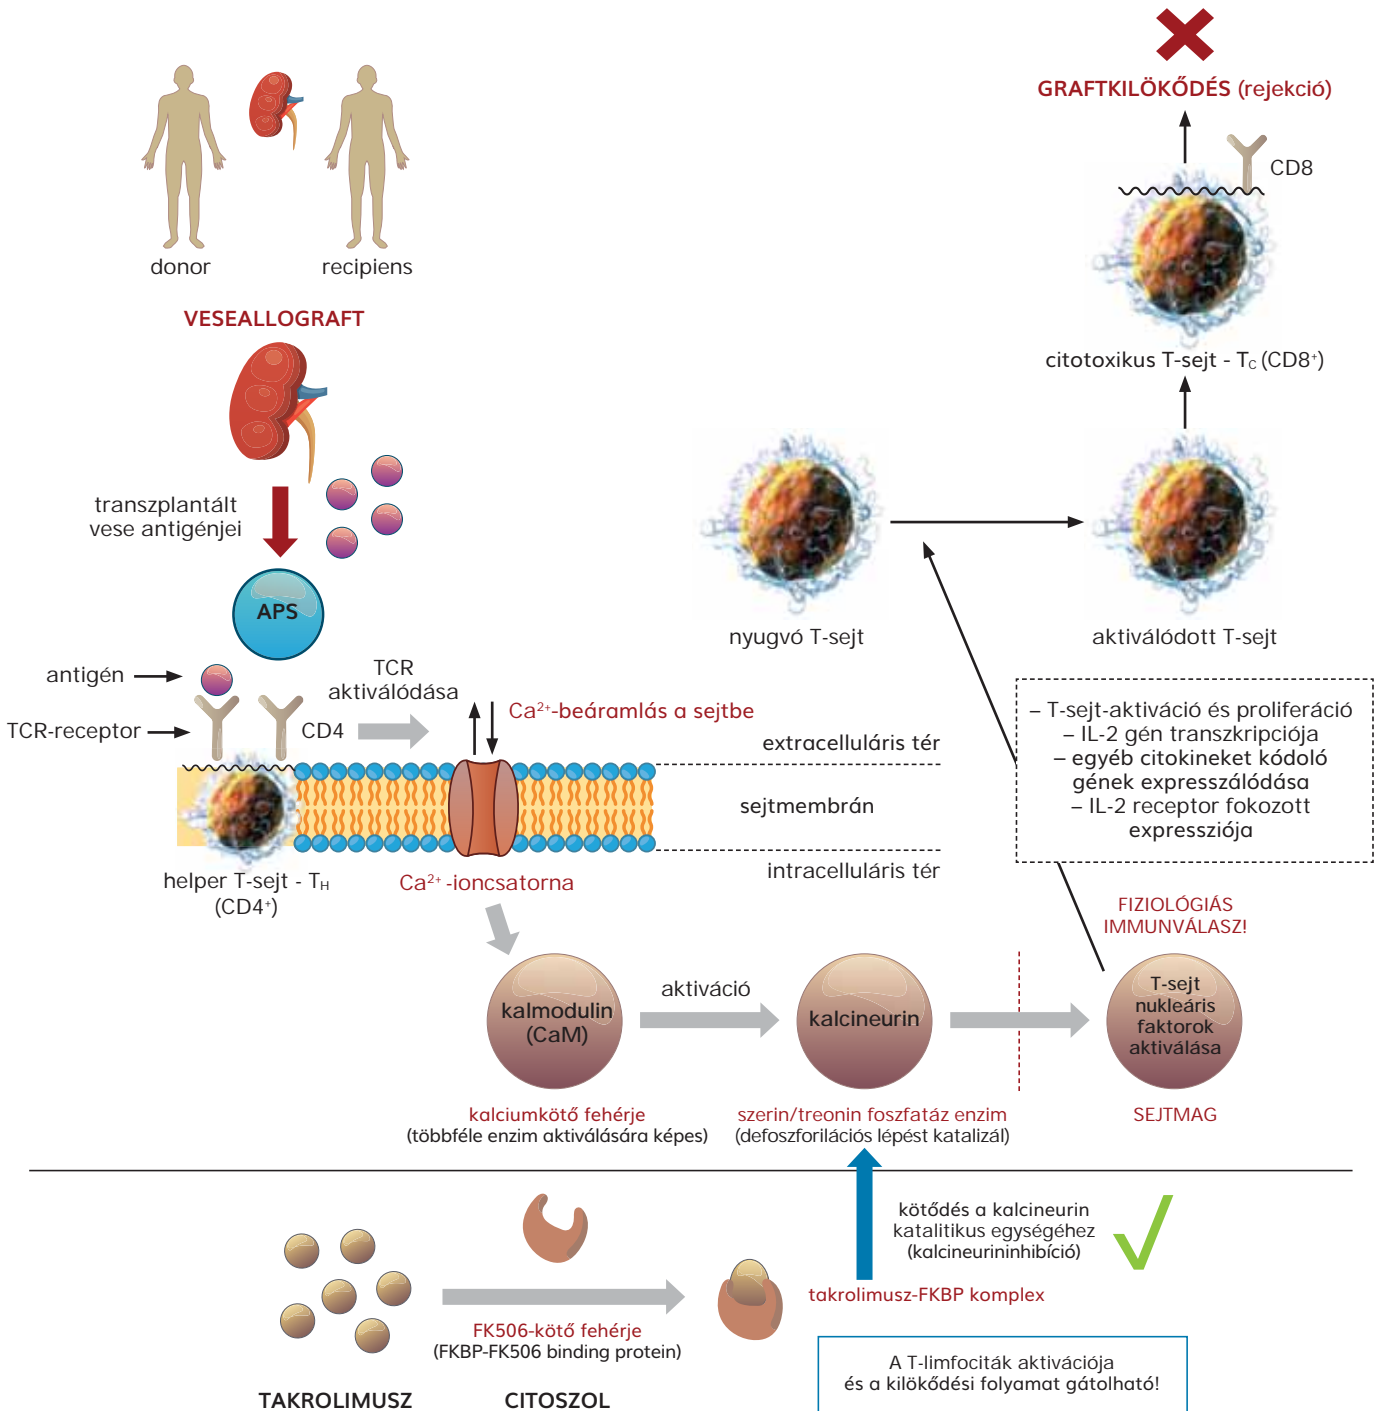 GRAFTKILÖKŐDÉS (rejekció)
CD8
donor
recipiens
VESEALLOGRAFT
citotoxikus T-sejt - Tc (CD8⁺)
transzplantált
vese antigénjei
APS
nyugvó T-sejt
aktiválódott T-sejt
antigén
TCR
aktiválódása
TCR-receptor
CD4
Ca²⁺-beáramlás a sejtbe
extracelluláris tér
sejtmembrán
intracelluláris tér
– T-sejt-aktiváció és proliferáció
– IL-2 gén transzkripciója
– egyéb citokineket kódoló
gének expresszálódása
– IL-2 receptor fokozott
expressziója
helper T-sejt - TH
(CD4⁺)
Ca²⁺ -ioncsatorna
FIZIOLÓGIÁS
IMMUNVÁLASZ!
kalmodulin
(CaM)
aktiváció
kalcineurin
T-sejt
nukleáris
faktorok
aktiválása
kalciumkötő fehérje
(többféle enzim aktiválására képes)
szerin/treonin foszfatáz enzim
(defoszforilációs lépést katalizál)
SEJTMAG
kötődés a kalcineurin
katalitikus egységéhez
(kalcineurininhibíció)
takrolimusz-FKBP komplex
FK506-kötő fehérje
(FKBP-FK506 binding protein)
TAKROLIMUSZ
CITOSZOL
A T-limfociták aktivációja
és a kilökődési folyamat gátolható!